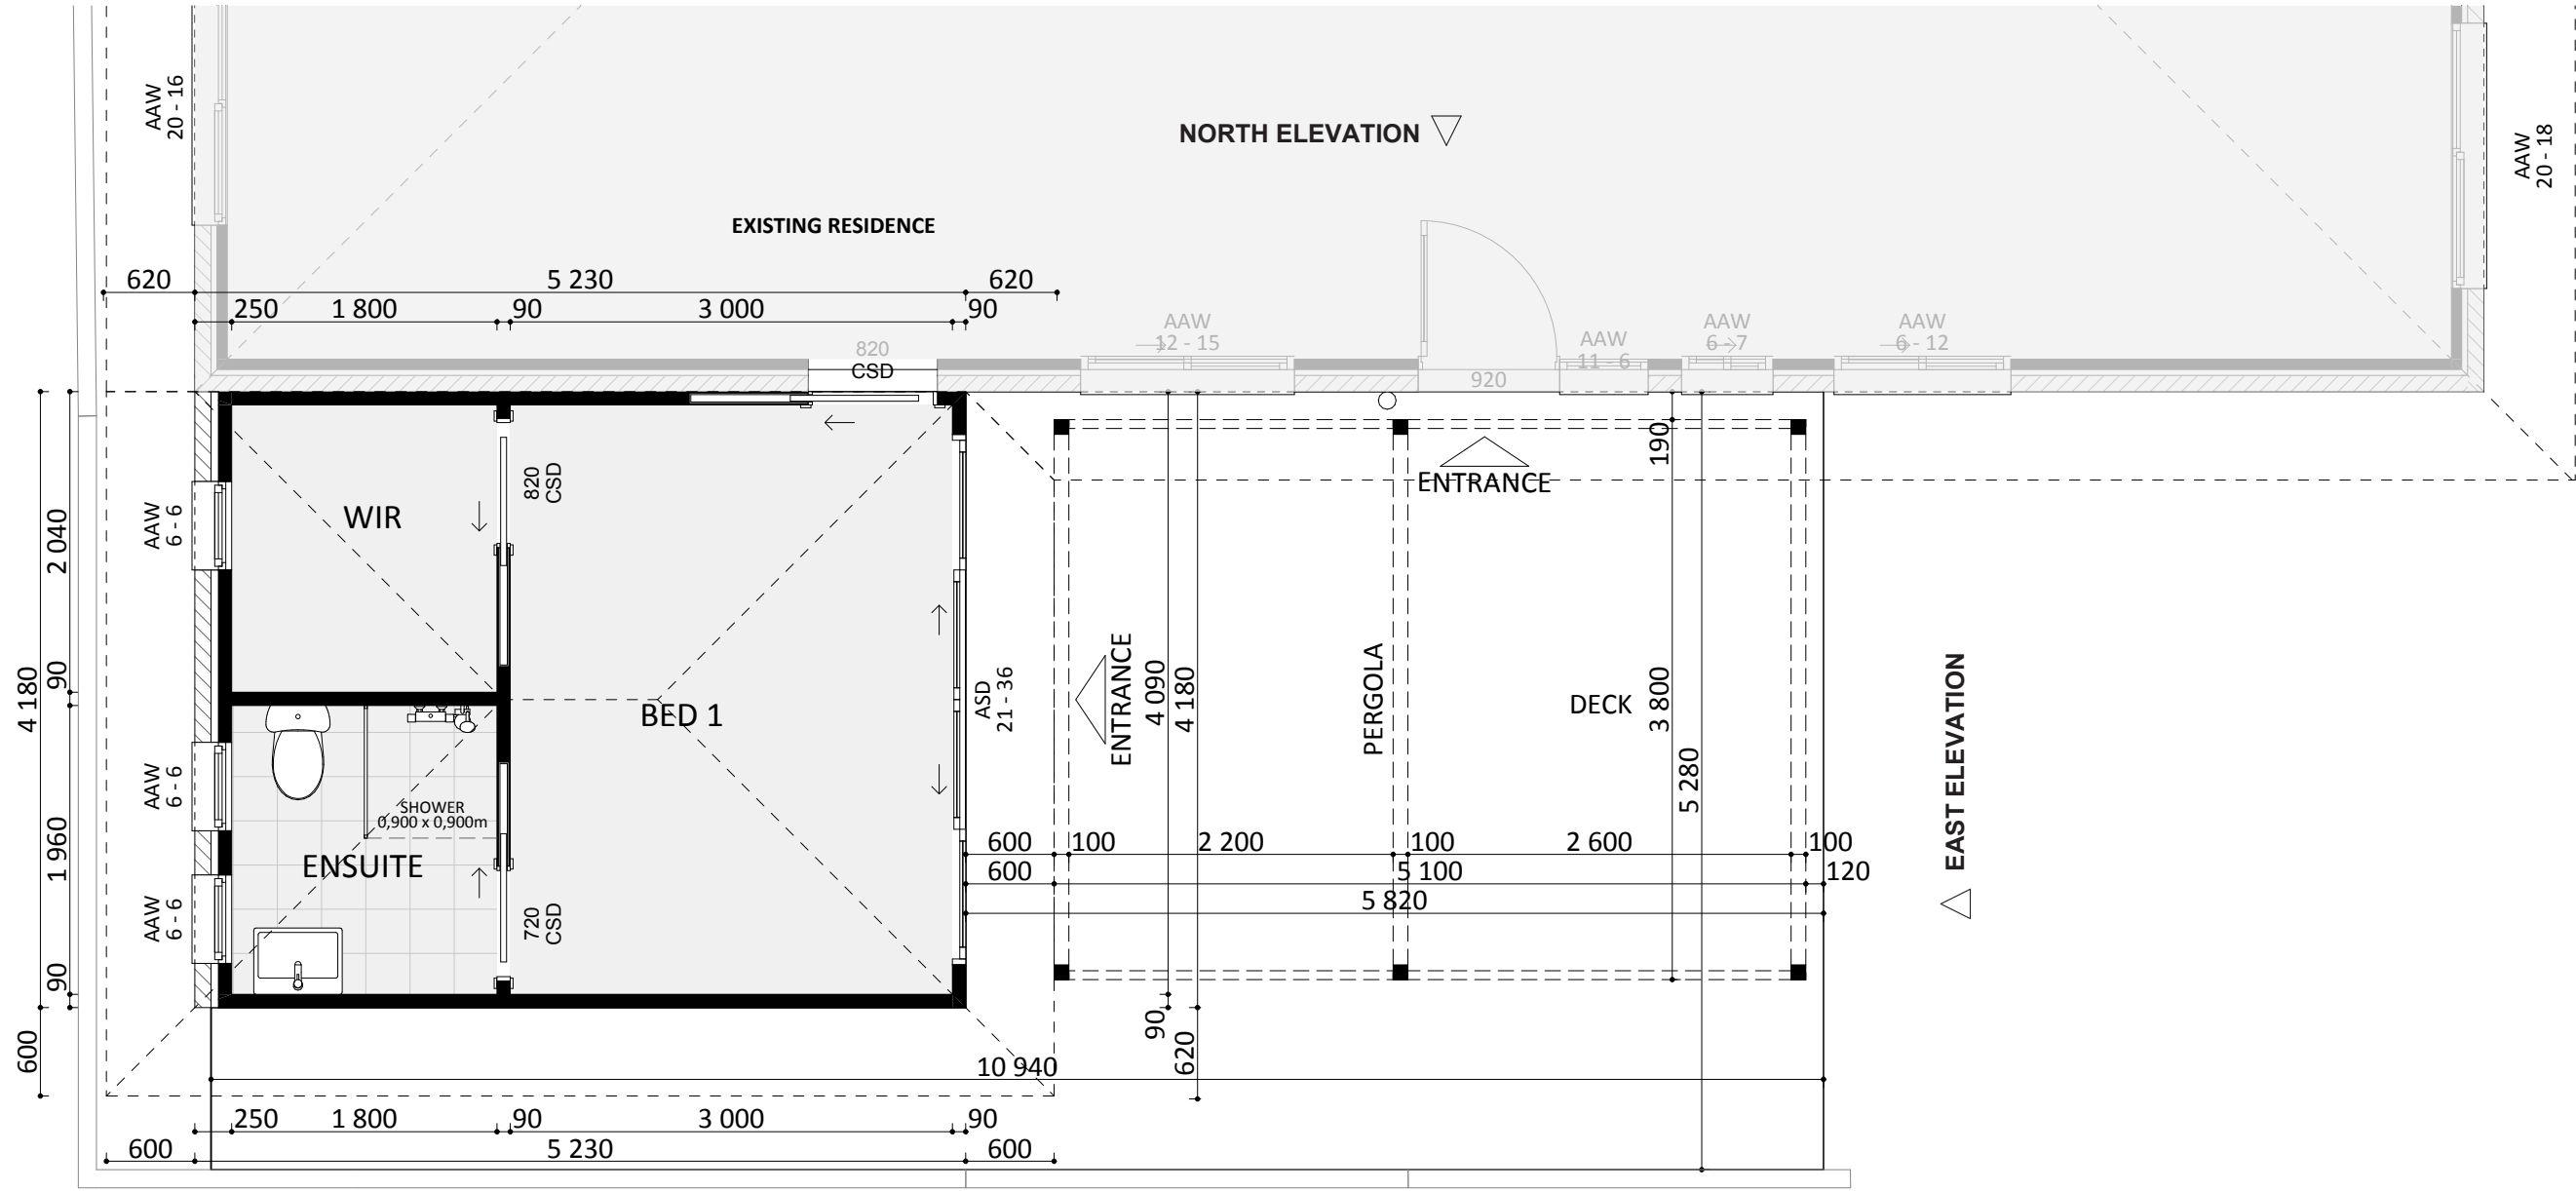 AAW
20 - 16
NORTH ELEVATION
AAW
20 - 18
EXISTING RESIDENCE
620
5 230
620
250
1 800
90
3 000
90
820
CSD
AAW
12 - 15
920
AAW
11 - 6
AAW
6 - 7
AAW
6 - 12
190
ENTRANCE
WIR
820
CSD
AAW
6 - 6
2 040
90
4 180
1 960
90
600
BED 1
ASD
21 - 36
ENTRANCE
4 090
4 180
PERGOLA
DECK
3 800
5 280
EAST ELEVATION
AAW
6 - 6
SHOWER
0,900 x 0,900m
ENSUITE
AAW
6 - 6
720
CSD
600
100
2 200
100
2 600
100
600
5 100
120
5 820
90
620
10 940
250
1 800
90
3 000
90
600
5 230
600